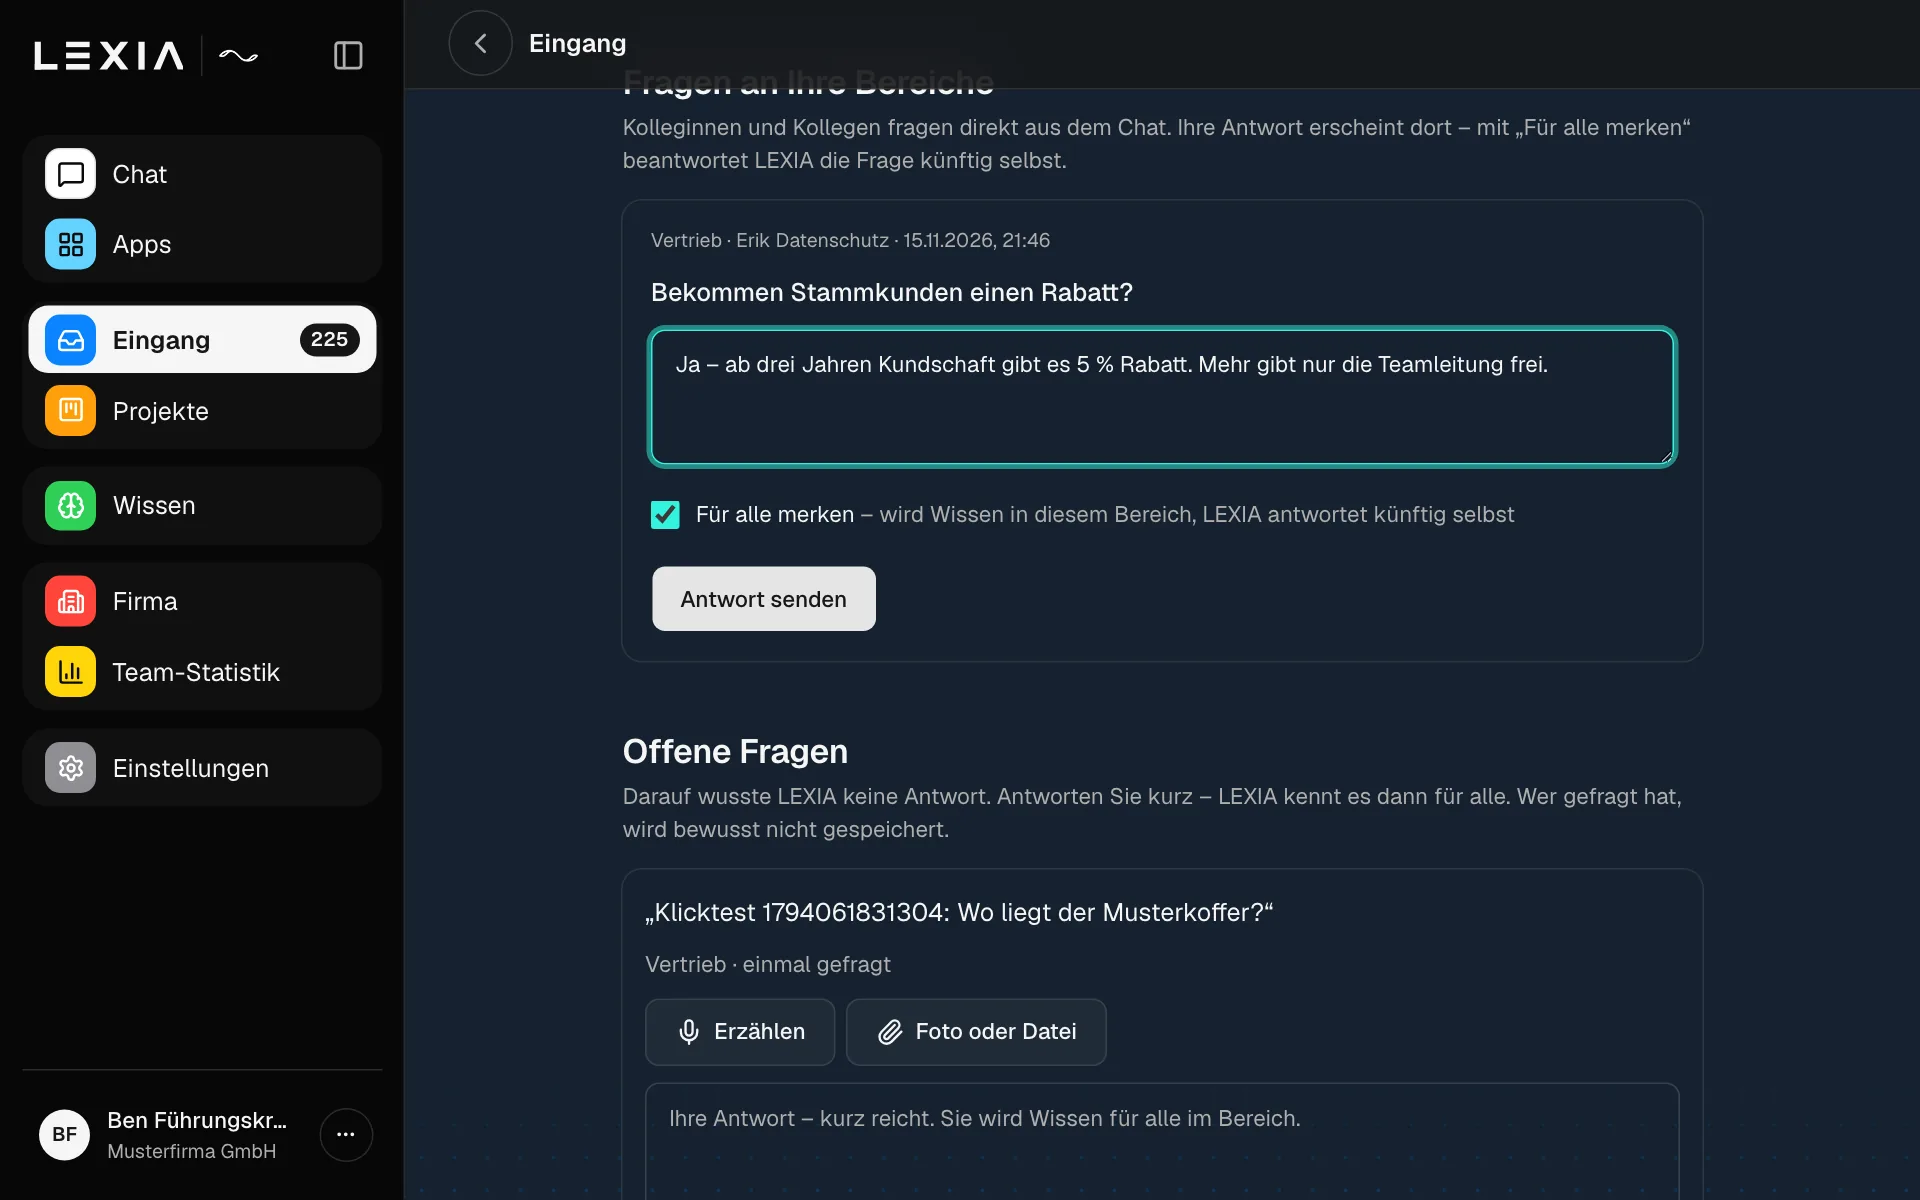 LEXIA
Chat
Apps
Eingang 225
Projekte
Wissen
Firma
Team-Statistik
Einstellungen
BF
Ben Führungskr...
Musterfirma GmbH
Eingang
Fragen an Ihre Bereiche
Kolleginnen und Kollegen fragen direkt aus dem Chat. Ihre Antwort erscheint dort – mit „Für alle merken“
beantwortet LEXIA die Frage künftig selbst.
Vertrieb · Erik Datenschutz · 15.11.2026, 21:46
Bekommen Stammkunden einen Rabatt?
Ja – ab drei Jahren Kundschaft gibt es 5 % Rabatt. Mehr gibt nur die Teamleitung frei.
Für alle merken – wird Wissen in diesem Bereich, LEXIA antwortet künftig selbst
Antwort senden
Offene Fragen
Darauf wusste LEXIA keine Antwort. Antworten Sie kurz – LEXIA kennt es dann für alle. Wer gefragt hat,
wird bewusst nicht gespeichert.
„Klicktest 1794061831304: Wo liegt der Musterkoffer?“
Vertrieb · einmal gefragt
Erzählen
Foto oder Datei
Ihre Antwort – kurz reicht. Sie wird Wissen für alle im Bereich.